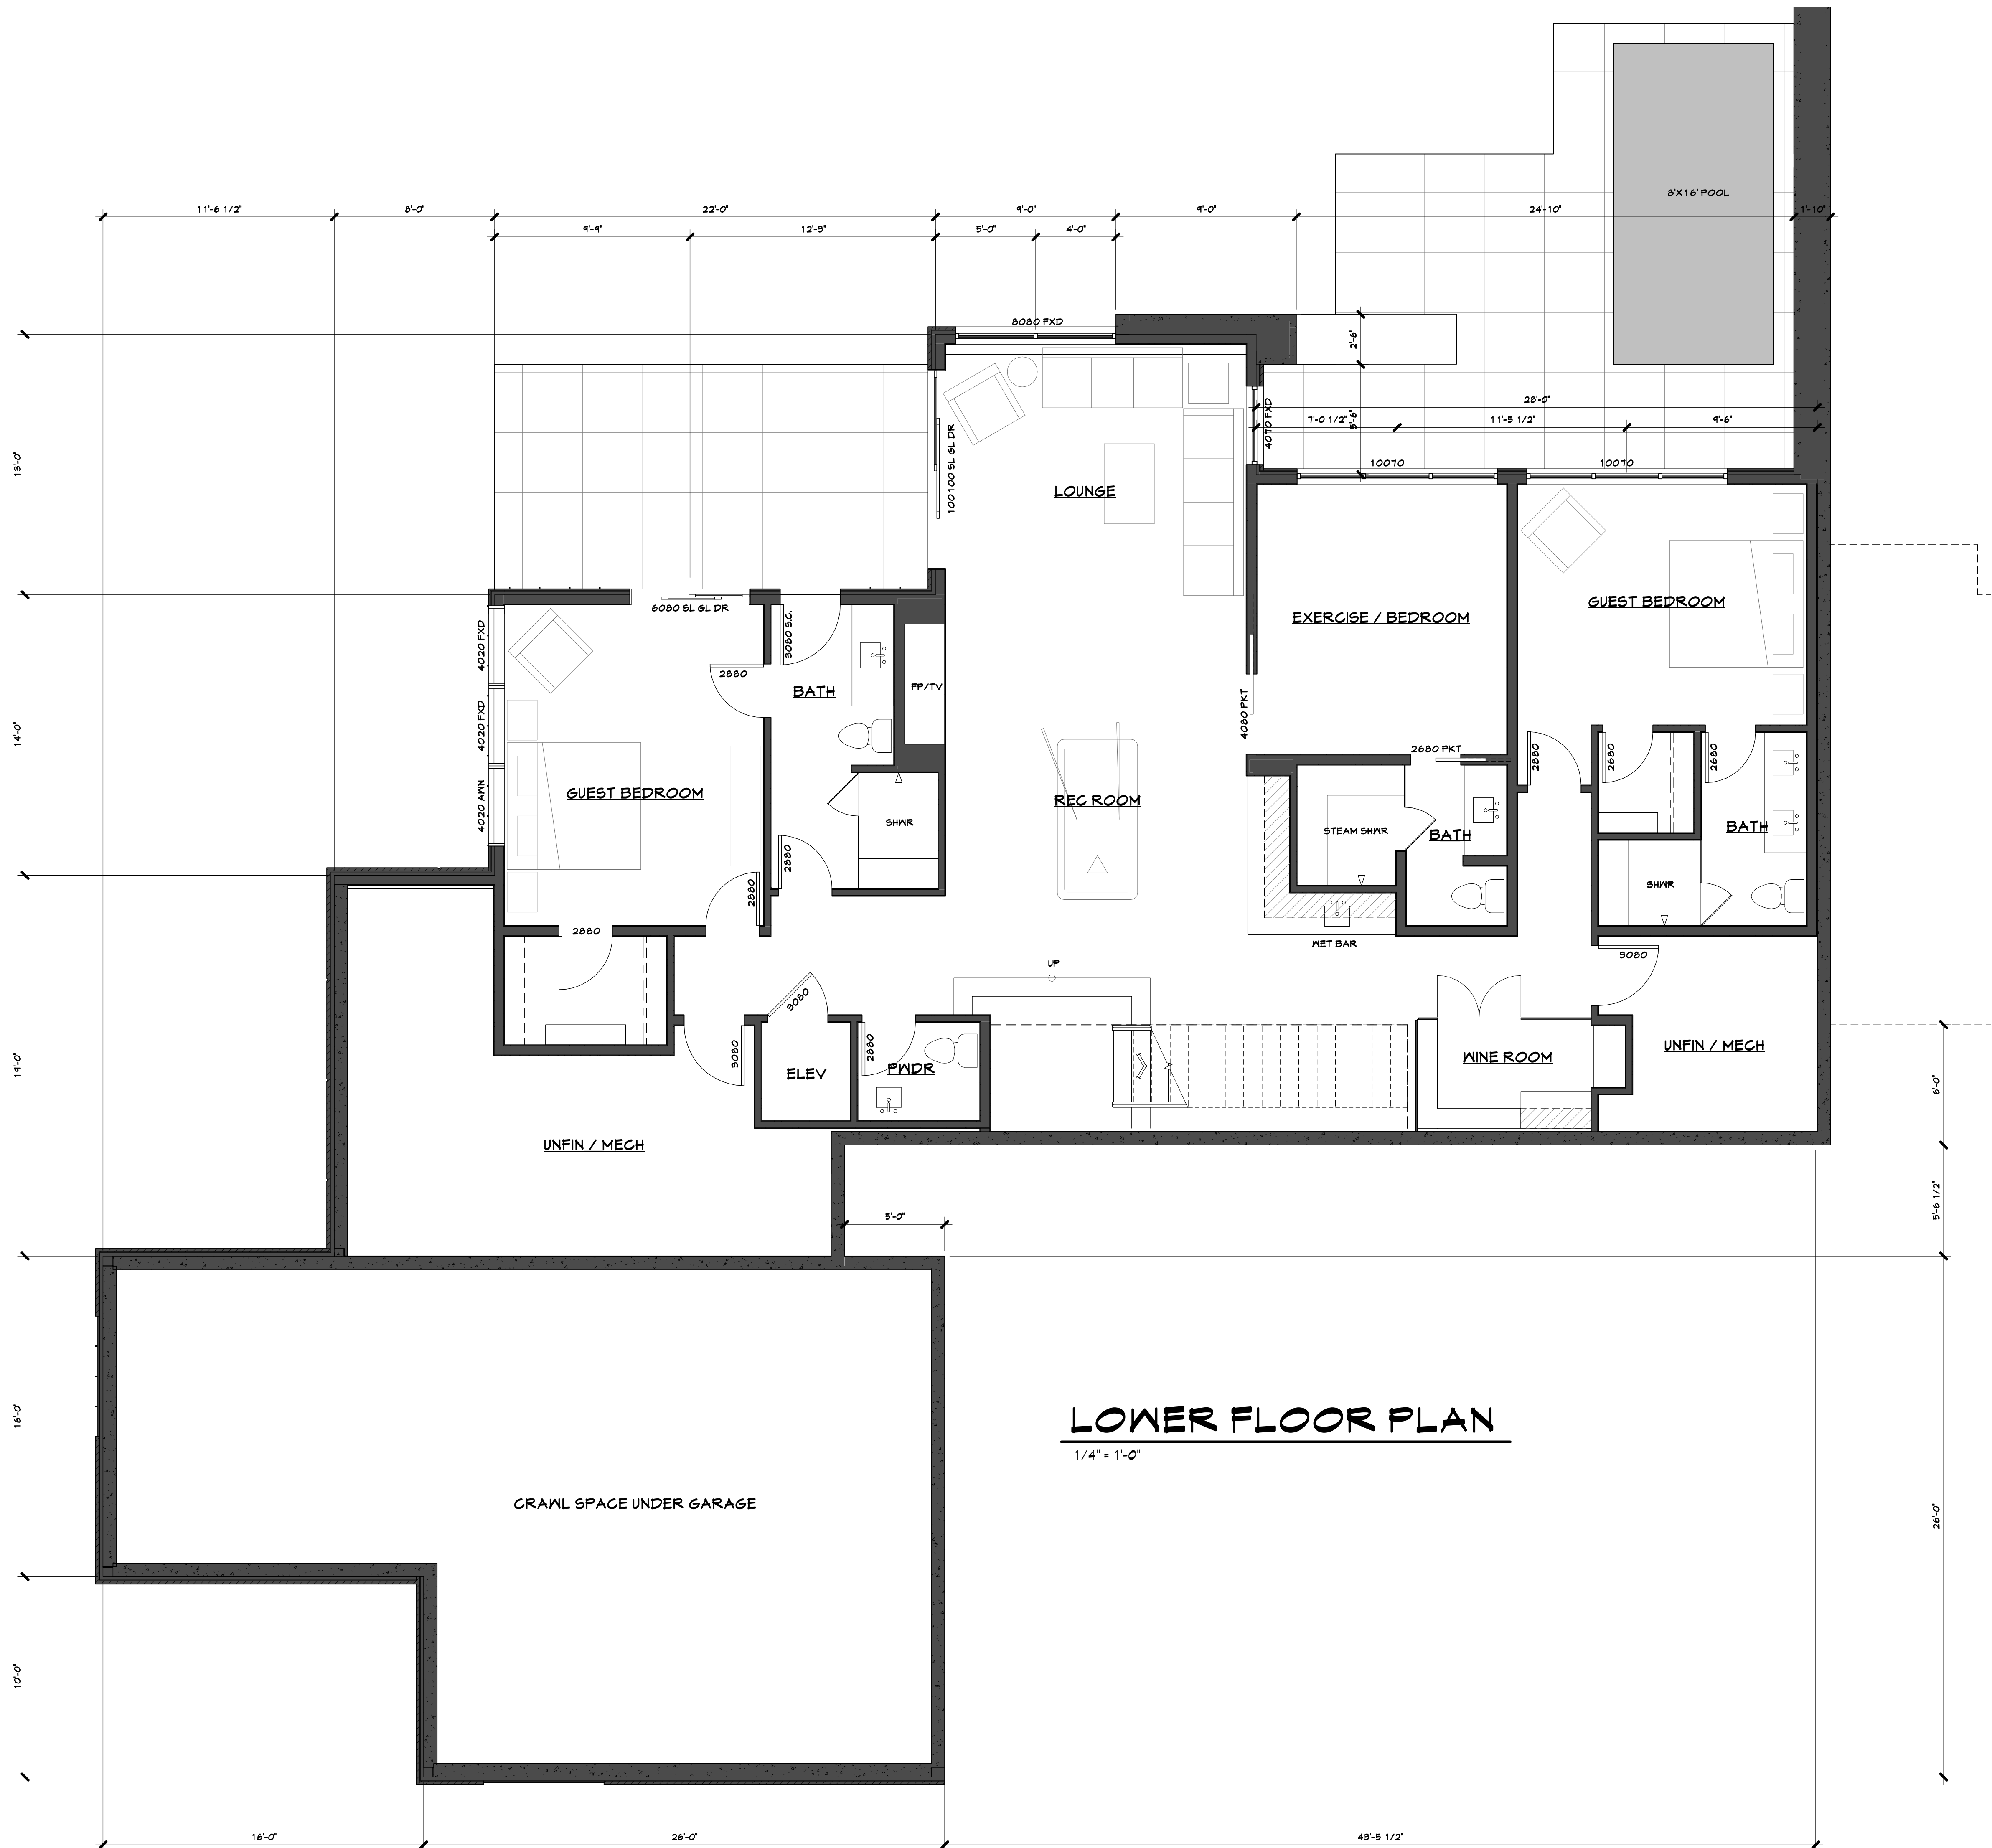 8'X16' POOL
11'-6 1/2"
8'-0"
22'-0"
9'-0"
9'-0"
24'-10"
1'-10"
9'-9"
12'-3"
5'-0"
4'-0"
8080 FXD
2'-6"
28'-0"
5'-6"
7'-0 1/2"
11'-5 1/2"
9'-6"
4070 FXD
13'-0"
100100 SL GL DR
10070
10070
LOUNGE
6080 SL GL DR
GUEST BEDROOM
EXERCISE / BEDROOM
3080 S.C.
4020 FXD
2880
BATH
FP/TV
4080 PKT
4020 FXD
14'-0"
2680 PKT
2880
2680
2680
GUEST BEDROOM
REC ROOM
4020 AWN
SHWR
STEAM SHWR
BATH
BATH
2880
2880
SHWR
2880
WET BAR
3080
UP
3080
2880
3080
PWDR
ELEV
WINE ROOM
UNFIN / MECH
19'-0"
6'-0"
UNFIN / MECH
5'-6 1/2"
5'-0"
16'-0"
LOWER FLOOR PLAN
1/4" = 1'-0"
CRAWL SPACE UNDER GARAGE
26'-0"
10'-0"
16'-0"
26'-0"
43'-5 1/2"